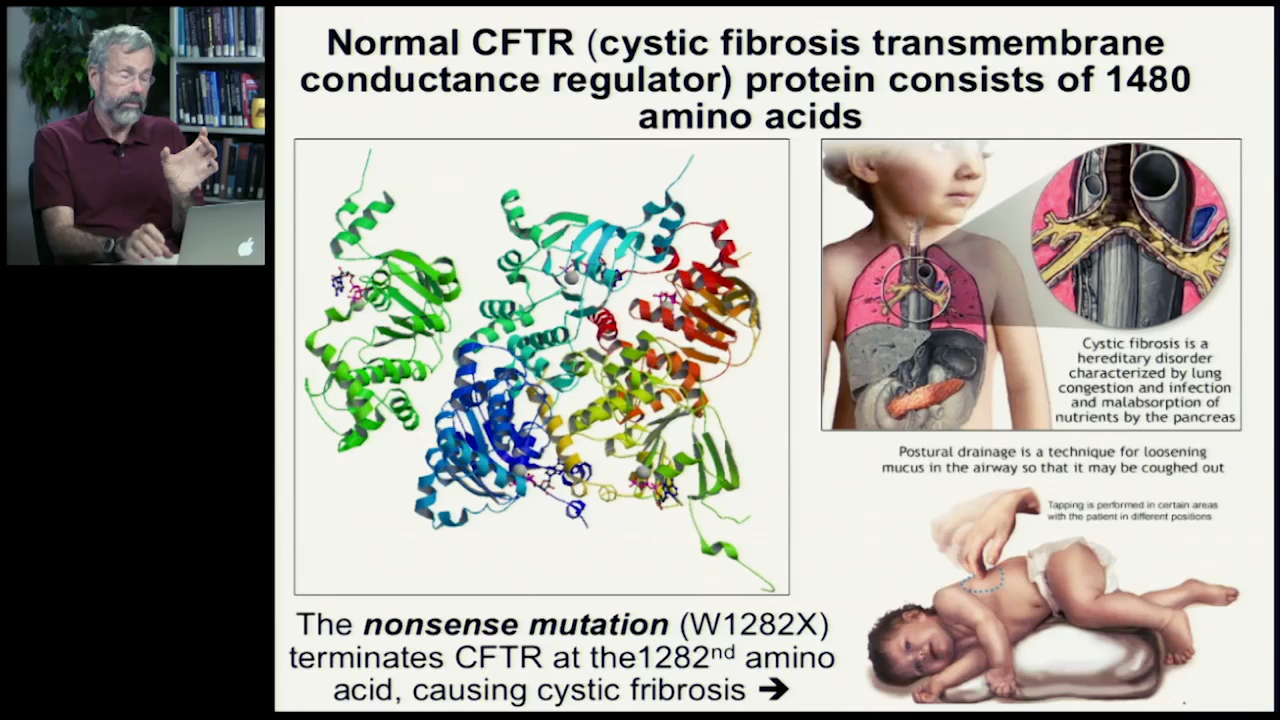 Normal CFTR (cystic fibrosis transmembrane
conductance regulator) protein consists of 1480
amino acids
Cystic fibrosis is a
hereditary disorder
characterized by lung
congestion and infection
and malabsorption of
nutrients by the pancreas
Postural drainage is a technique for loosening
mucus in the airway so that it may be coughed out
Tapping is performed in certain areas
with the patient in different positions
The nonsense mutation (W1282X)
terminates CFTR at the1282nd amino
acid, causing cystic fribrosis ➔